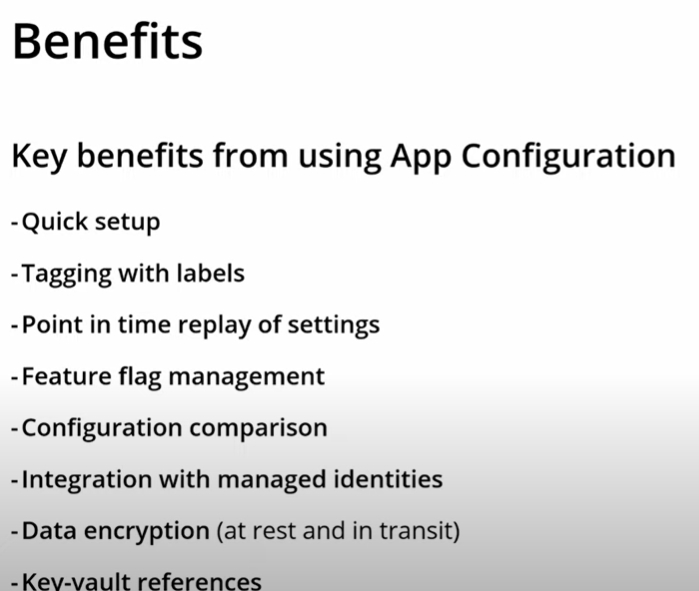 Benefits
Key benefits from using App Configuration
-Quick setup
-Tagging with labels
-Point in time replay of settings
-Feature flag management
-Configuration comparison
-Integration with managed identities
-Data encryption (at rest and in transit)
-Key-vault references